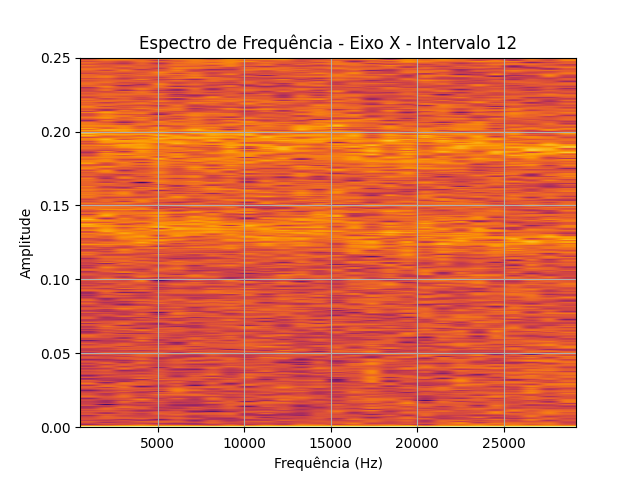 Espectro de Frequência - Eixo X - Intervalo 12
0.25
0.20
0.15
0.10
0.05
0.00
Amplitude
5000 10000 15000 20000 25000
Frequência (Hz)